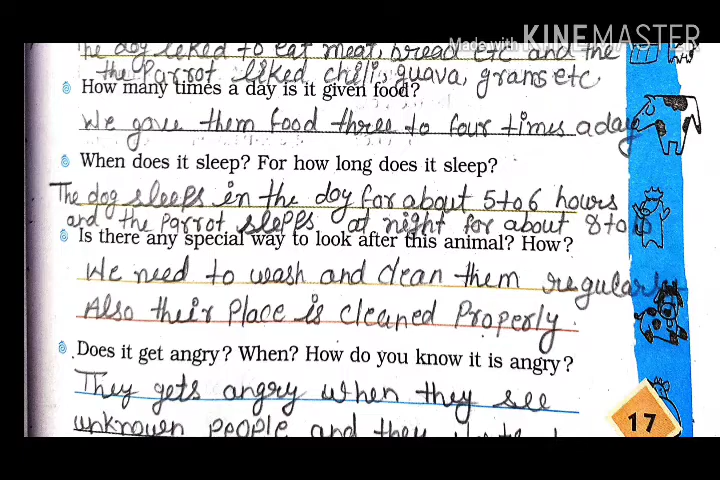 Made with KINEMASTER
The dog liked to eat meat, bread etc and the
the Parrot liked chili, guava, grams etc
How many times a day is it given food?
We gave them food three to four times a day
When does it sleep? For how long does it sleep?
The dog sleeps in the day for about 5 to 6 hours
and the Parrot slepps at night for about 8 to
Is there any special way to look after this animal? How?
We need to wash and clean them regularly
Also their Place is cleaned Properly.
Does it get angry? When? How do you know it is angry?
They gets angry when they see
unknown people and they
17